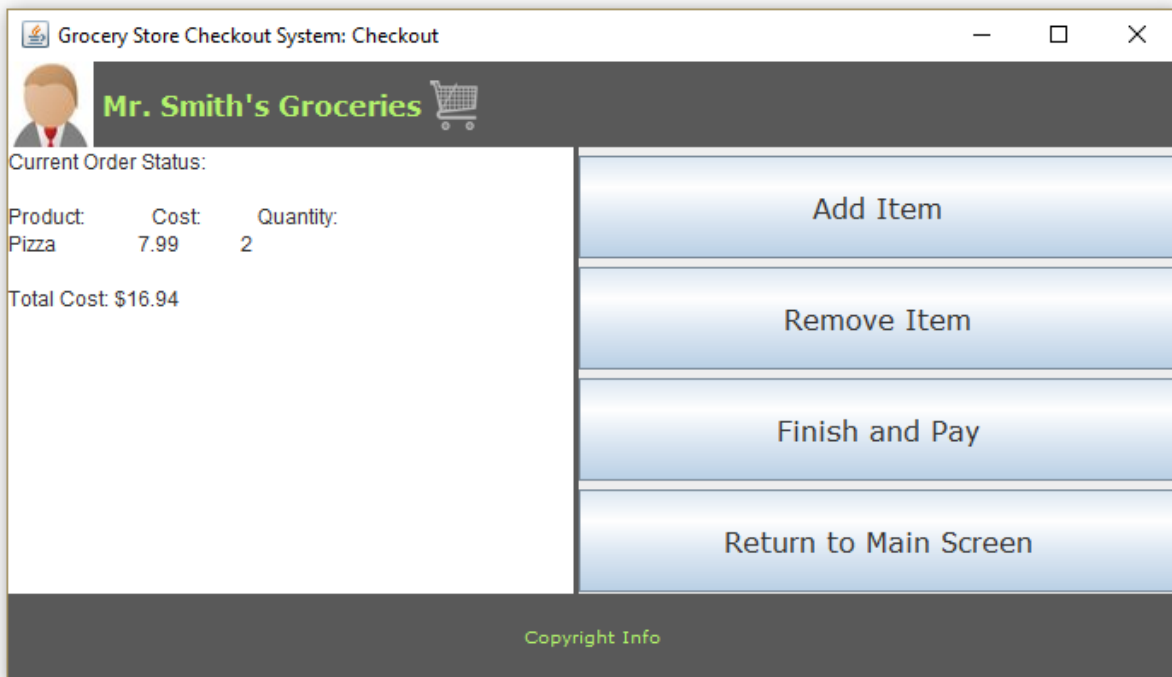 Grocery Store Checkout System: Checkout
Mr. Smith's Groceries
Current Order Status:
Product: Cost: Quantity:
Pizza 7.99 2
Total Cost: $16.94
Add Item
Remove Item
Finish and Pay
Return to Main Screen
Copyright Info